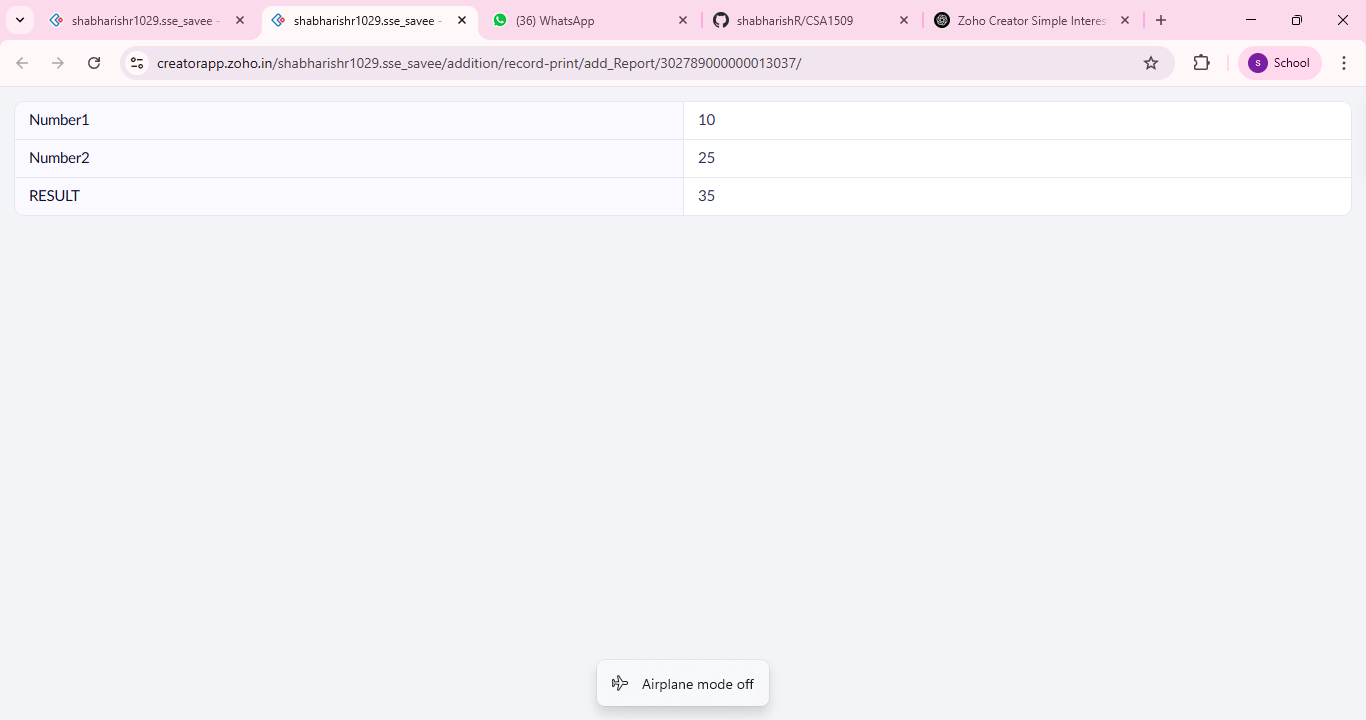 shabharishr1029.sse_savee -
shabharishr1029.sse_savee -
(36) WhatsApp
shabharishR/CSA1509
Zoho Creator Simple Interes
creatorapp.zoho.in/shabharishr1029.sse_savee/addition/record-print/add_Report/302789000000013037/
S School
Number1 10
Number2 25
RESULT 35
Airplane mode off